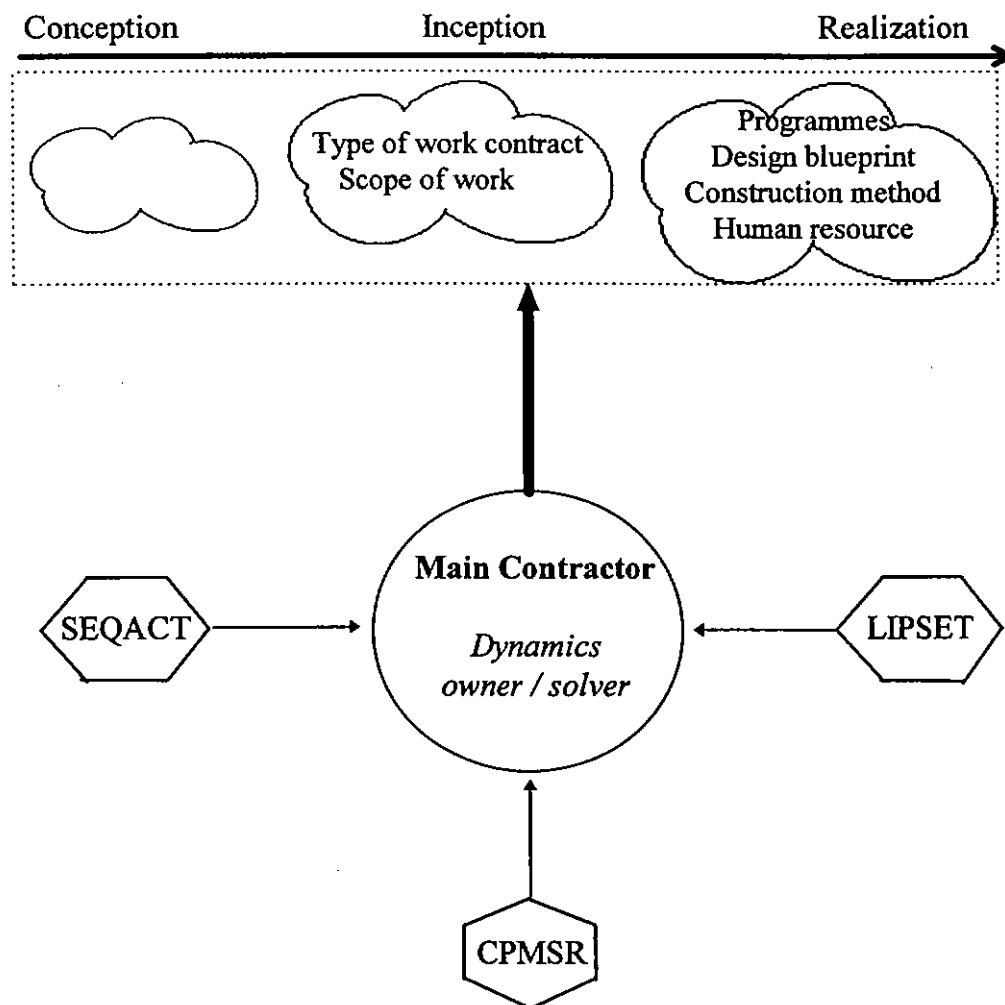 Conception Inception Realization
Type of work contract
Scope of work
Programmes
Design blueprint
Construction method
Human resource
Main Contractor
Dynamics
owner / solver
SEQACT
LIPSET
CPMSR